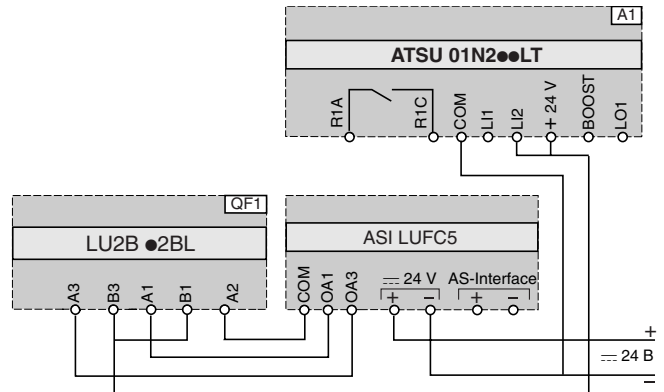 A1
ATSU 01N2●●LT
R1A
R1C
COM
LI1
LI2
+ 24 V
BOOST
LO1
QF1
LU2B ●2BL
ASI LUFC5
A3
B3
A1
B1
A2
COM
OA1
OA3
24 V
AS-Interface
+
–
+
–
+
24 B
–